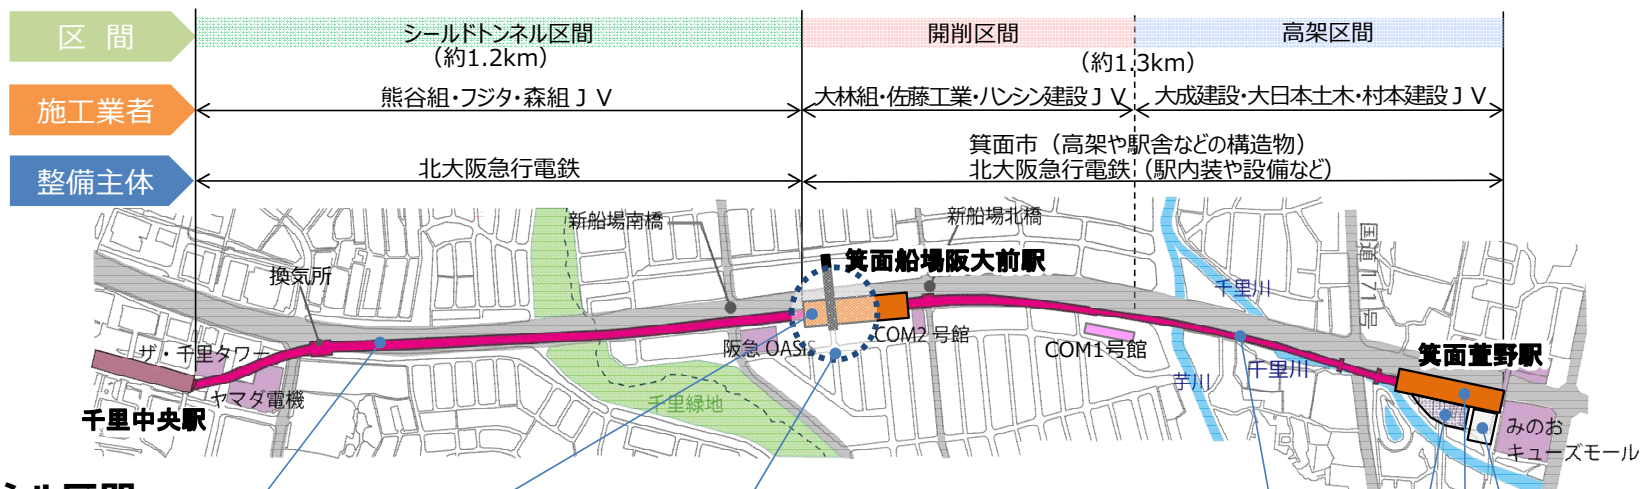 区 間
シールドトンネル区間
(約1.2km)
開削区間
高架区間
(約1.3km)
施工業者
熊谷組・フジタ・森組JV
大林組・佐藤工業・ハンシン建設JV
大成建設・大日本土木・村本建設JV
整備主体
北大阪急行電鉄
箕面市(高架や駅舎などの構造物)
北大阪急行電鉄(駅内装や設備など)
新船場南橋
新船場北橋
換気所
箕面船場阪大前駅
国道171号
千里川
ザ・千里タワー
阪急 OASIS
COM2号館
COM1号館
箕面萱野駅
千里川
芋川
ヤマダ電機
千里緑地
千里中央駅
みのお
キューズモール